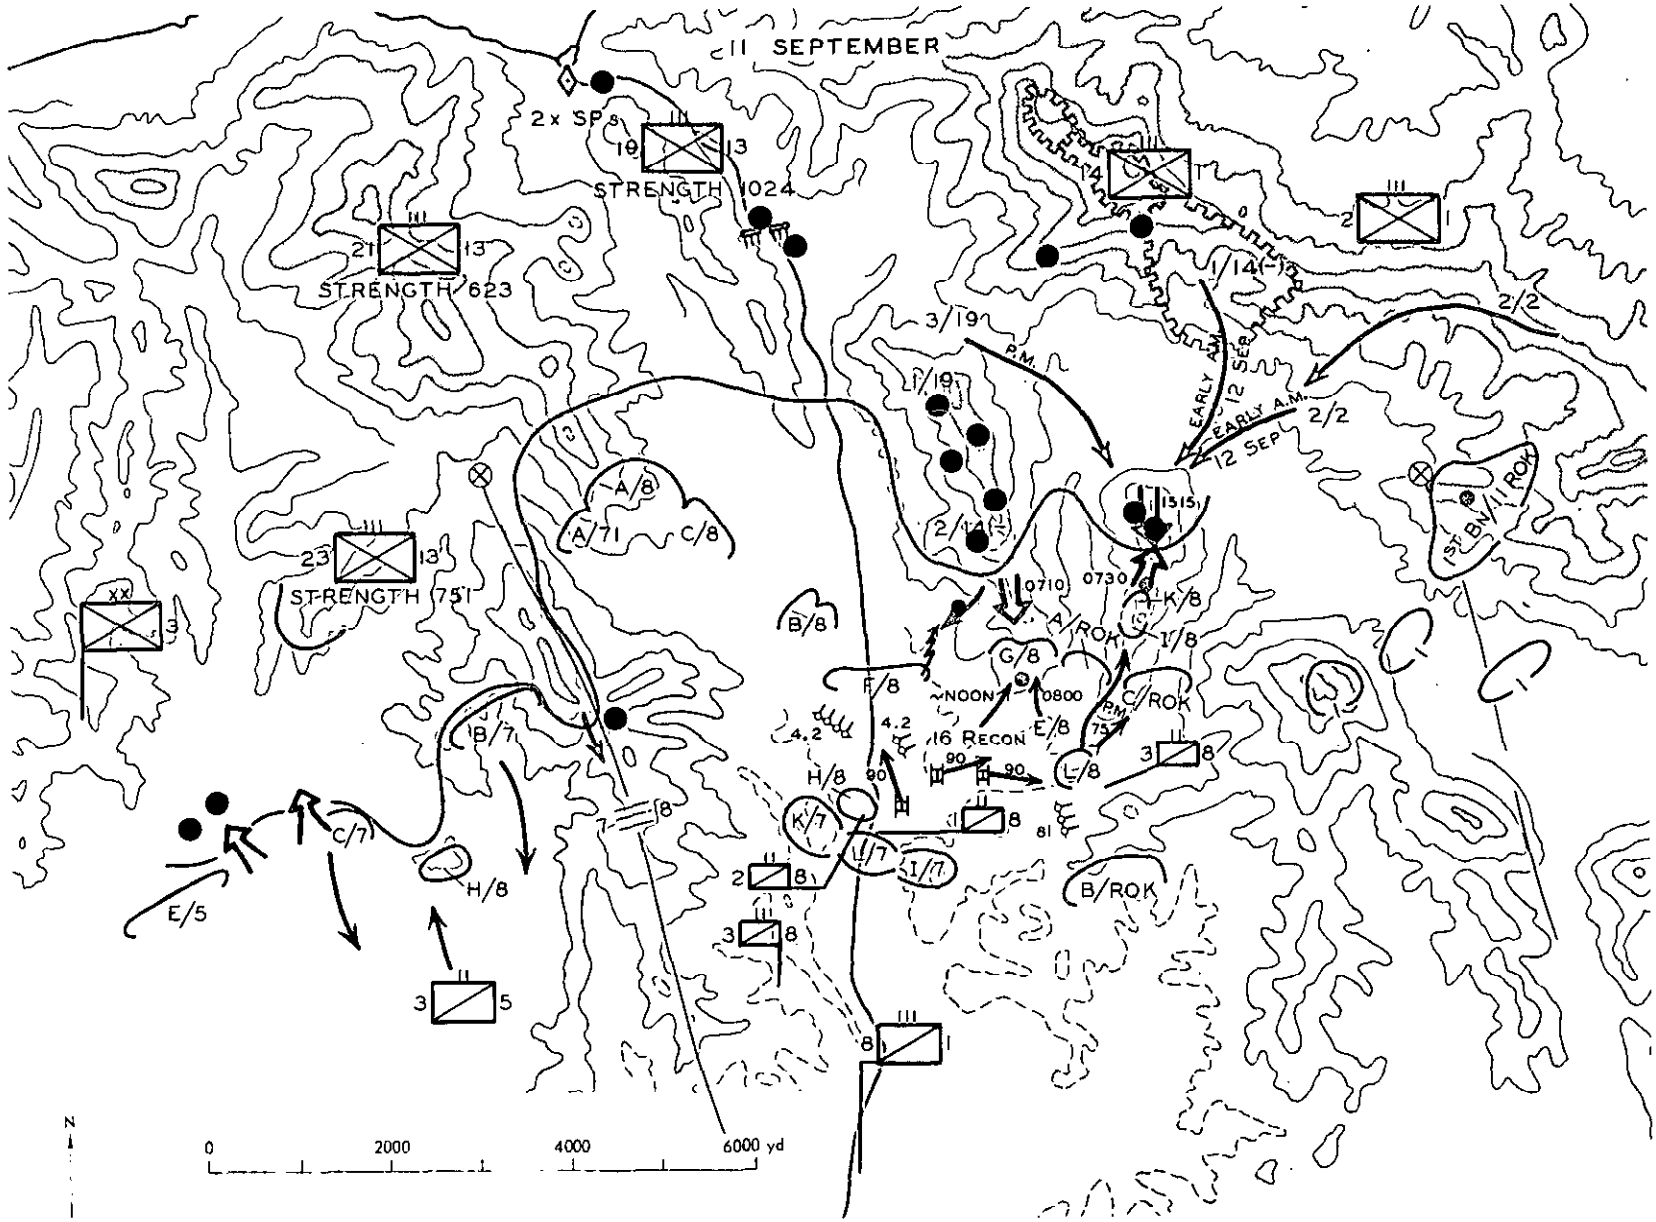 11 SEPTEMBER
2x SPs
19 13
STRENGTH 1024
14 1
2 1
21 13
STRENGTH 623
1/14(-)
2/2
3/19
P.M.
EARLY A.M.
12 SEP
1/19
EARLY A.M.
12 SEP
2/2
A/8
A/71
C/8
1515
1ST BN/11 ROK
2/14
23 13
STRENGTH 751
0710
0730
XX
3
B/8
A/ROK
K/8
I/8
G/8
F/8
NOON
0800
C/ROK
B/7
4.2
4.2
16 RECON
E/8
P.M.
75
3 8
H/8
90
90
90
L/8
7 8
C/7
K/7
1 8
81
L/7
I/7
H/8
2 8
B/ROK
E/5
3 8
3 5
8 1
N
0 2000 4000 6000 yd